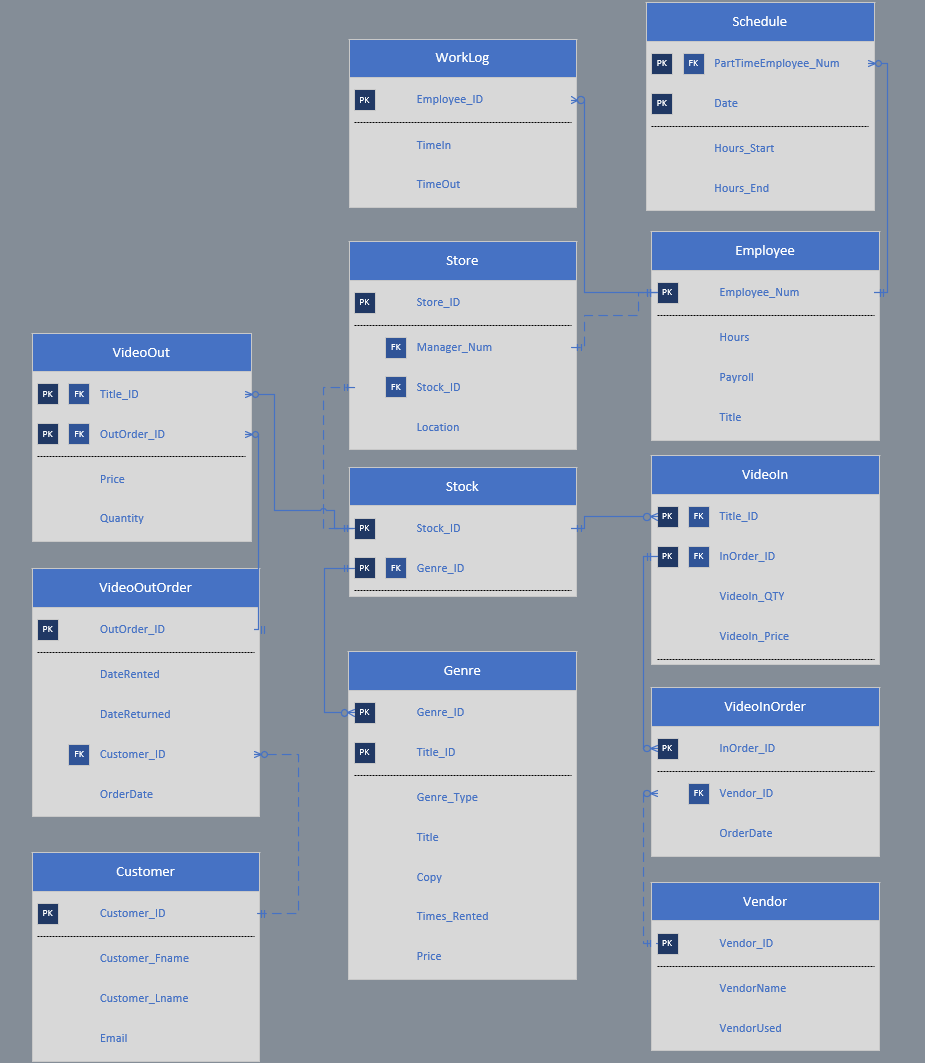 Schedule
PK FK PartTimeEmployee_Num
PK Date
Hours_Start
Hours_End
WorkLog
PK Employee_ID
TimeIn
TimeOut
Employee
PK Employee_Num
Hours
Payroll
Title
Store
PK Store_ID
FK Manager_Num
FK Stock_ID
Location
VideoOut
PK FK Title_ID
PK FK OutOrder_ID
Price
Quantity
Stock
PK Stock_ID
PK FK Genre_ID
VideoIn
PK FK Title_ID
PK FK InOrder_ID
VideoIn_QTY
VideoIn_Price
VideoOutOrder
PK OutOrder_ID
DateRented
DateReturned
FK Customer_ID
OrderDate
Genre
PK Genre_ID
PK Title_ID
Genre_Type
Title
Copy
Times_Rented
Price
VideoInOrder
PK InOrder_ID
FK Vendor_ID
OrderDate
Customer
PK Customer_ID
Customer_Fname
Customer_Lname
Email
Vendor
PK Vendor_ID
VendorName
VendorUsed